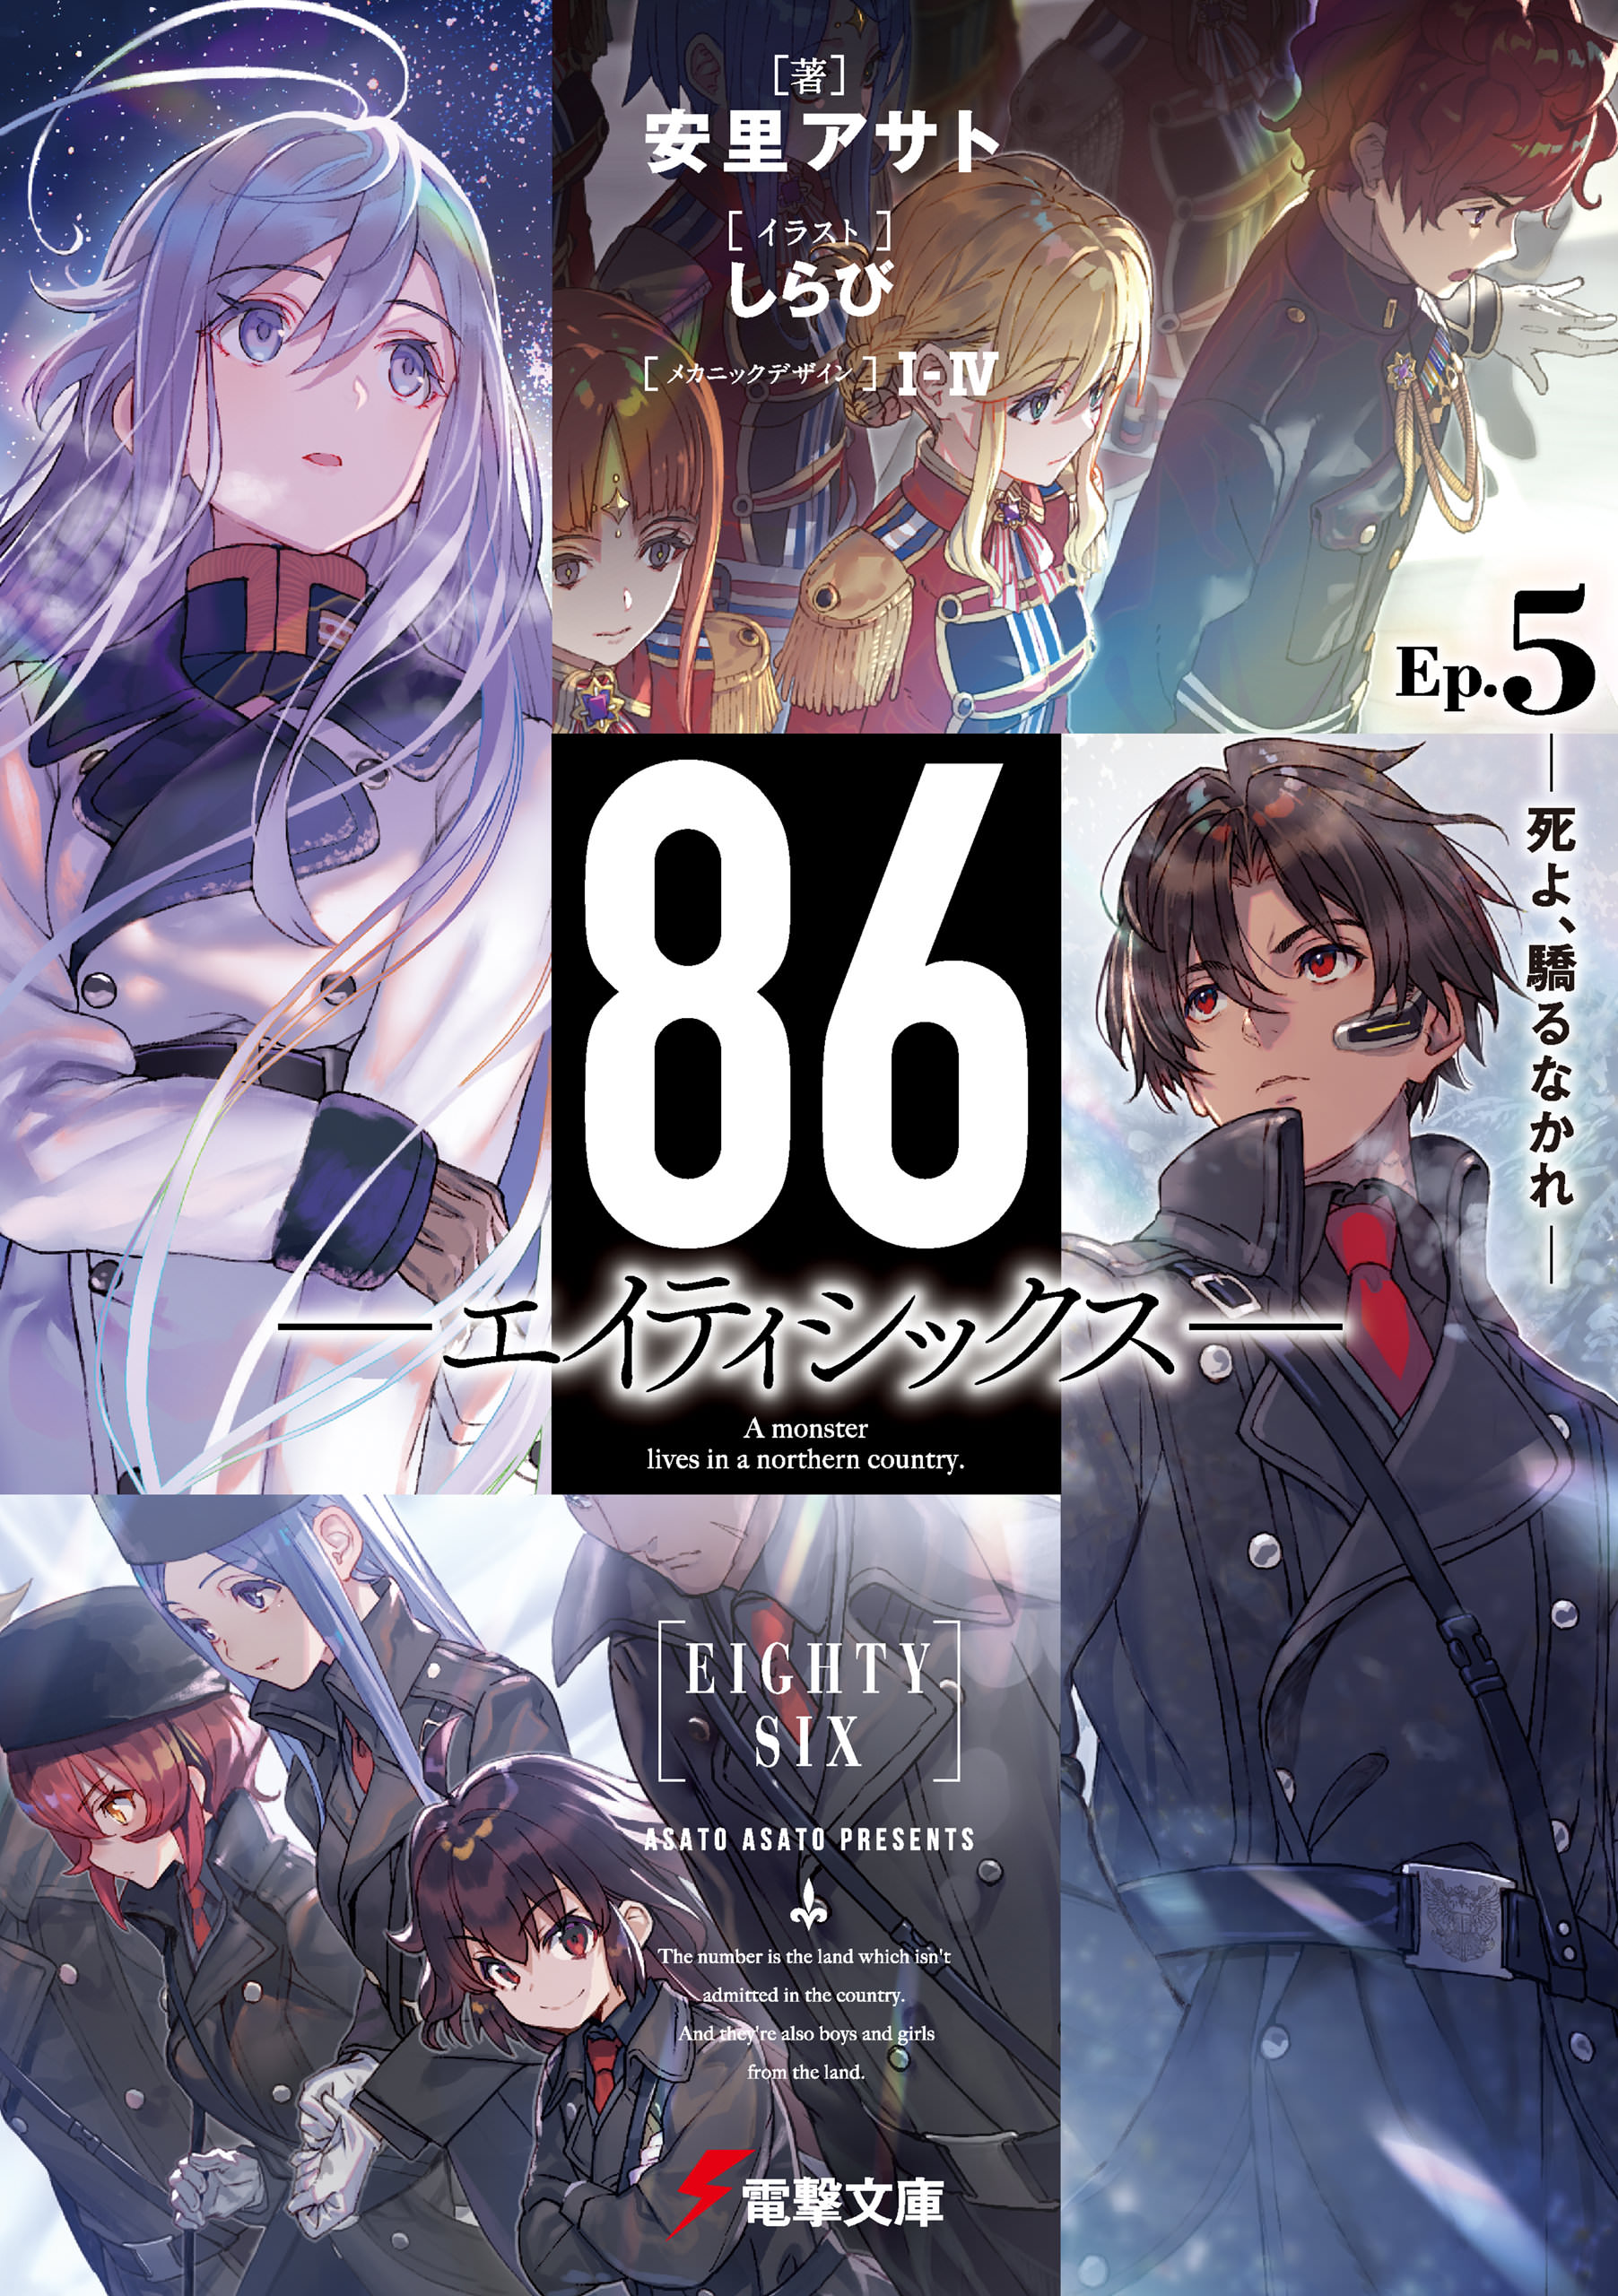 [著]
安里アサト
[イラスト]
しらび
[メカニックデザイン] I-IV
Ep.5
―死よ、驕るなかれ―
86
―エイティシックス―
A monster
lives in a northern country.
[EIGHTY
SIX]
ASATO ASATO PRESENTS
The number is the land which isn't
admitted in the country.
And they're also boys and girls
from the land.
電撃文庫